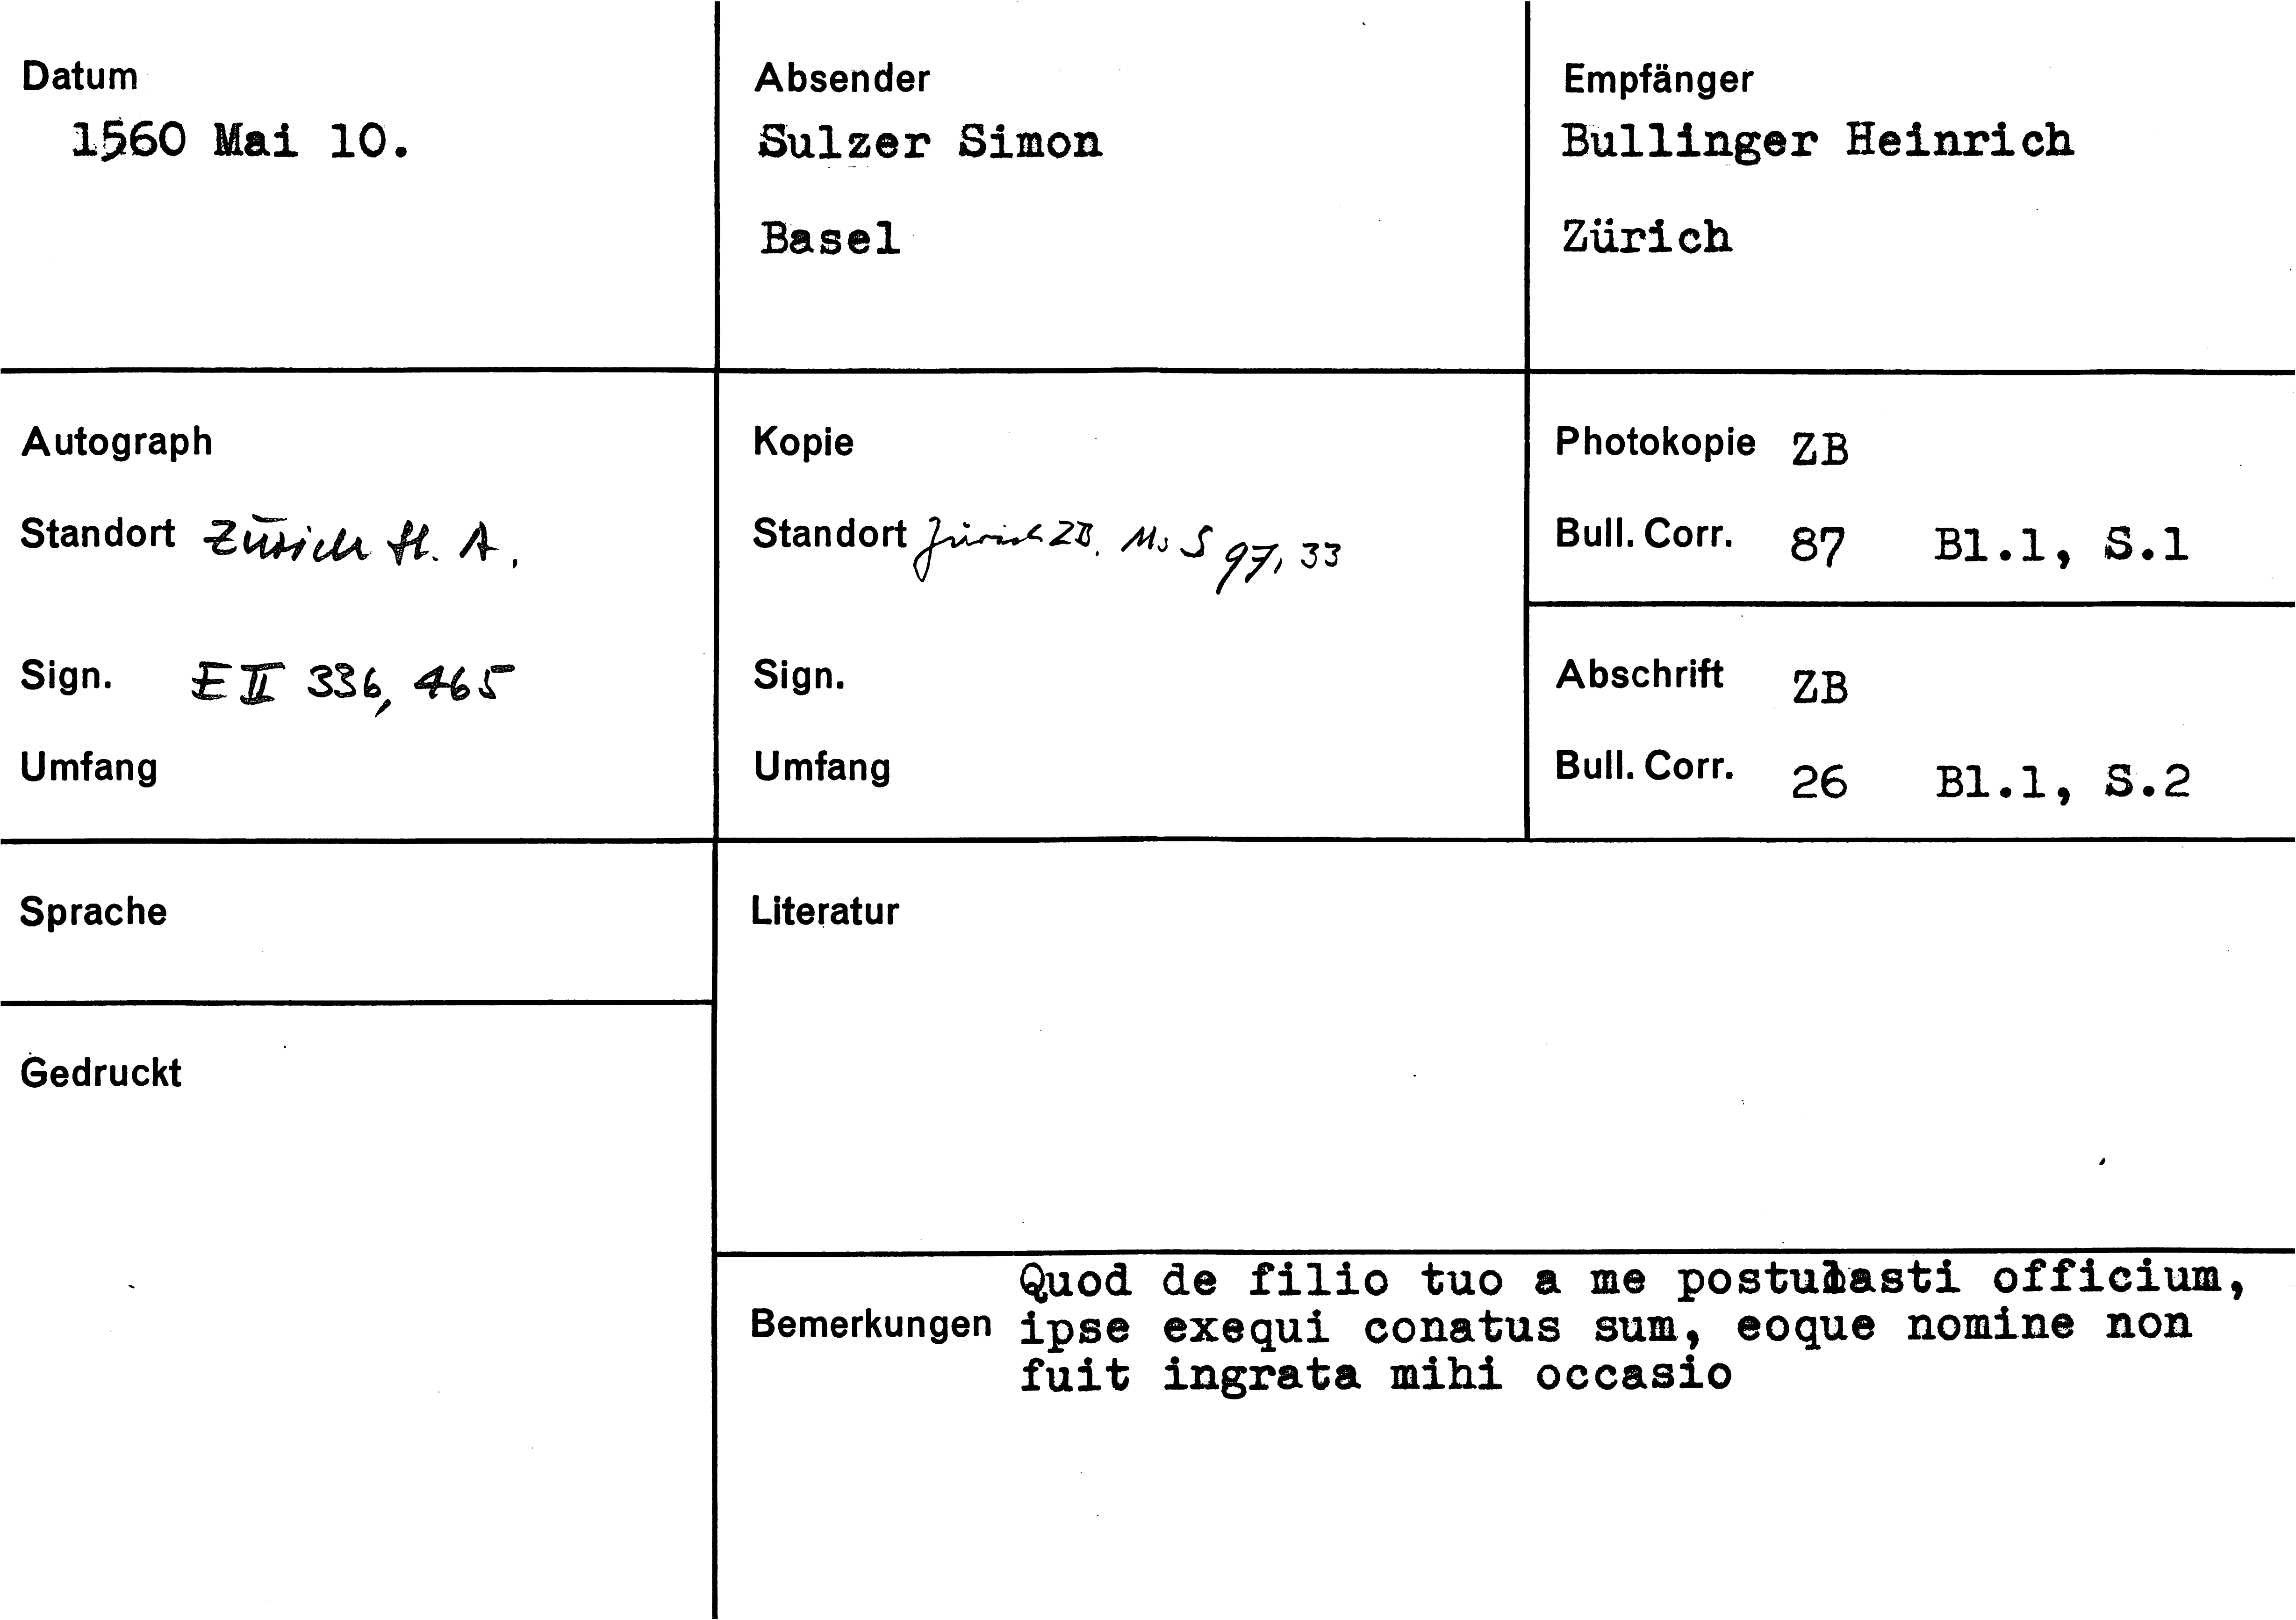 Datum
1560 Mai 10.
Absender
Sulzer Simon
Basel
Empfänger
Bullinger Heinrich
Zürich
Autograph
Standort Zürich St. A.
Sign. E II 336, 465
Umfang
Kopie
Standort Zürich ZB. Ms S 97, 33
Sign.
Umfang
Photokopie ZB
Bull. Corr. 87 Bl.1, S.1
Abschrift ZB
Bull. Corr. 26 Bl.1, S.2
Sprache
Gedruckt
Literatur
Bemerkungen
Quod de filio tuo a me postulasti officium,
ipse exequi conatus sum, eoque nomine non
fuit ingrata mihi occasio